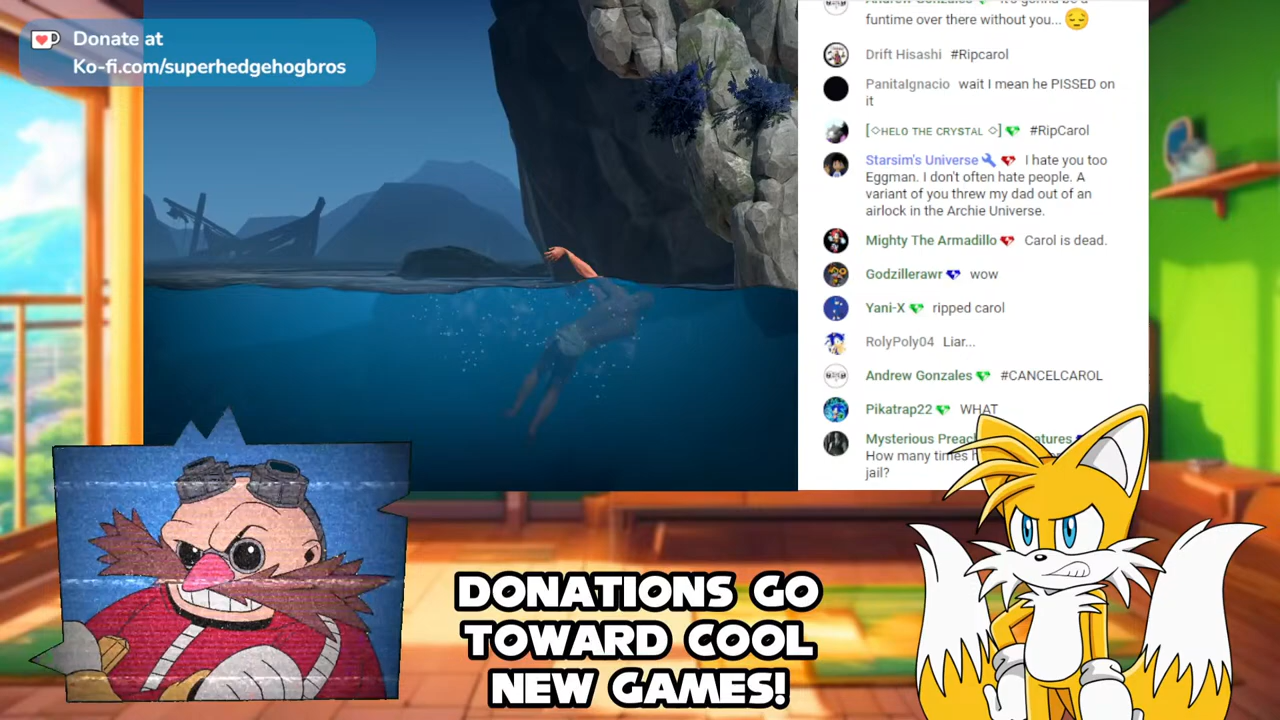 Donate at
Ko-fi.com/superhedgehogbros
funtime over there without you...
Drift Hisashi #Ripcarol
PanitaIgnacio wait I mean he PISSED on
it
[◇HELO THE CRYSTAL ◇] #RipCarol
Starsim's Universe I hate you too
Eggman. I don't often hate people. A
variant of you threw my dad out of an
airlock in the Archie Universe.
Mighty The Armadillo Carol is dead.
Godzillerawr wow
Yani-X ripped carol
RolyPoly04 Liar...
Andrew Gonzales #CANCELCAROL
Pikatrap22 WHAT
Mysterious
How many times
jail?
DONATIONS GO
TOWARD COOL
NEW GAMES!